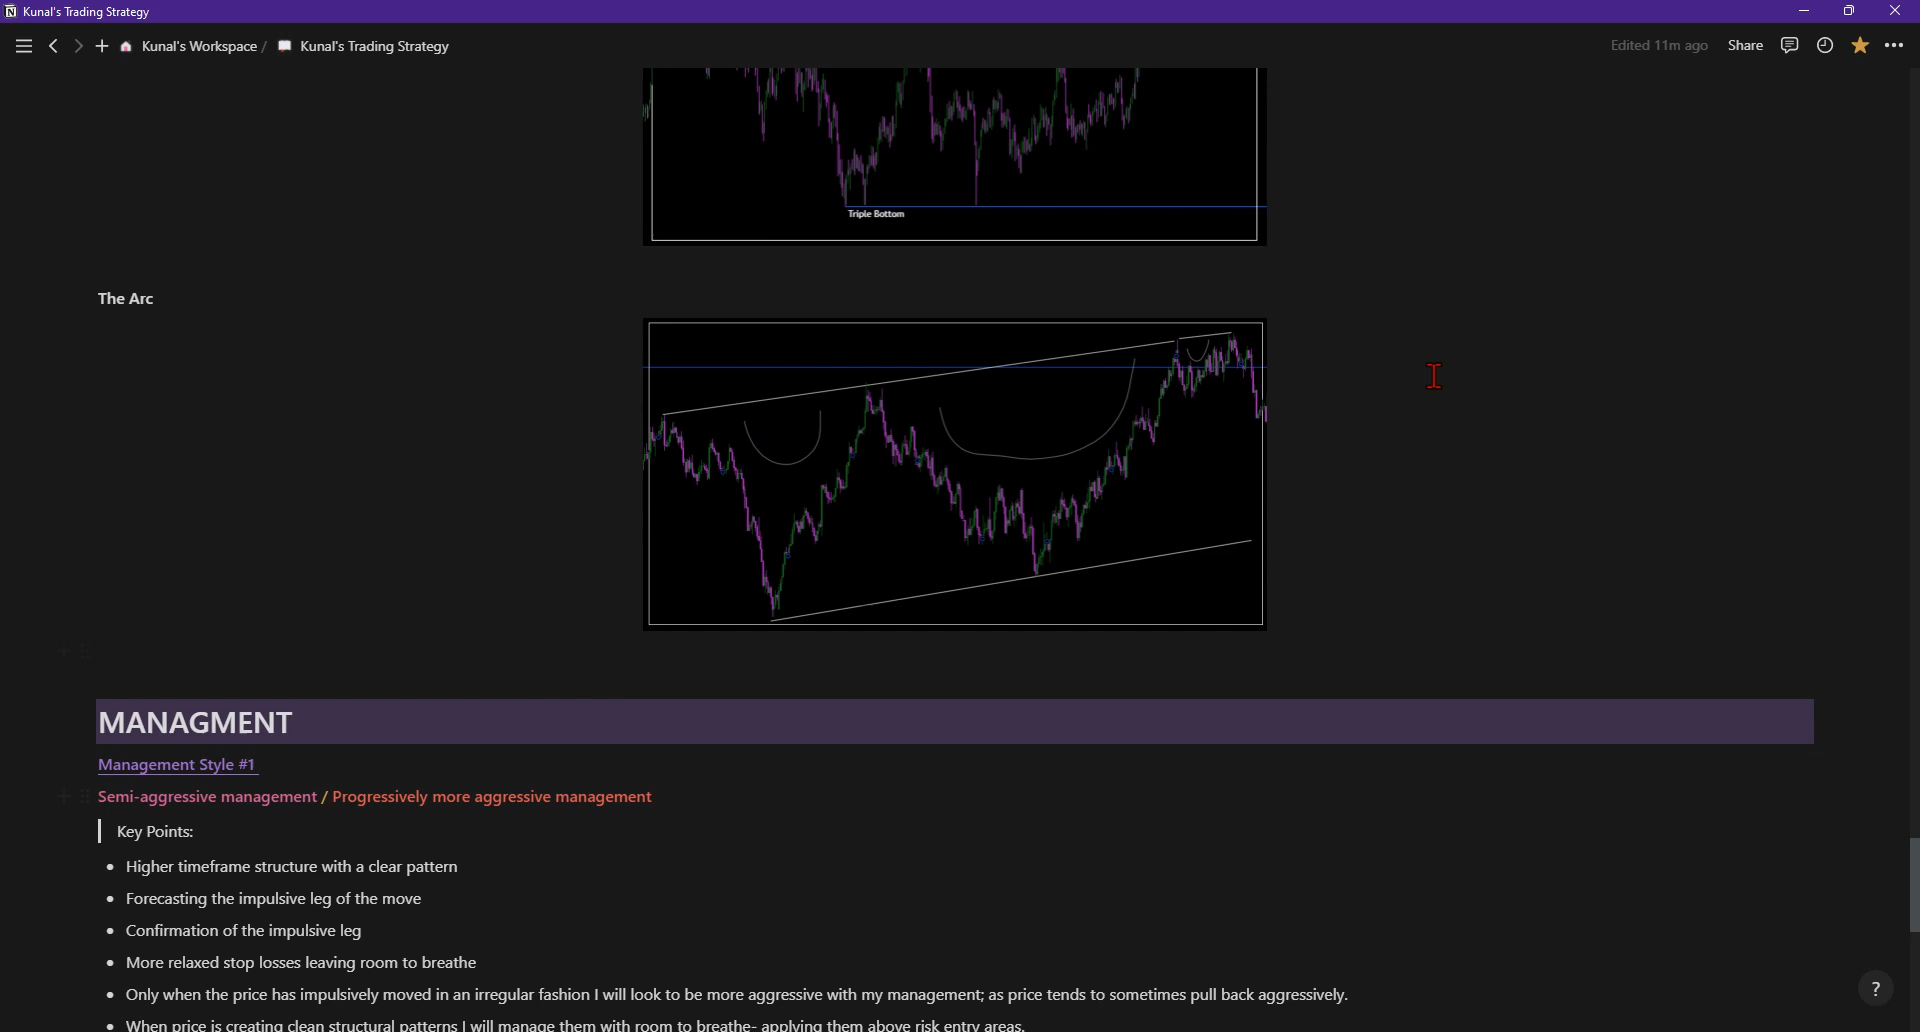 Kunal's Trading Strategy
Kunal's Workspace / Kunal's Trading Strategy
Edited 11m ago Share
Triple Bottom
The Arc
MANAGMENT
Management Style #1
Semi-aggressive management / Progressively more aggressive management
Key Points:
• Higher timeframe structure with a clear pattern
• Forecasting the impulsive leg of the move
• Confirmation of the impulsive leg
• More relaxed stop losses leaving room to breathe
• Only when the price has impulsively moved in an irregular fashion I will look to be more aggressive with my management; as price tends to sometimes pull back aggressively.
• When price is creating clean structural patterns I will manage them with room to breathe- applying them above risk entry areas.
?